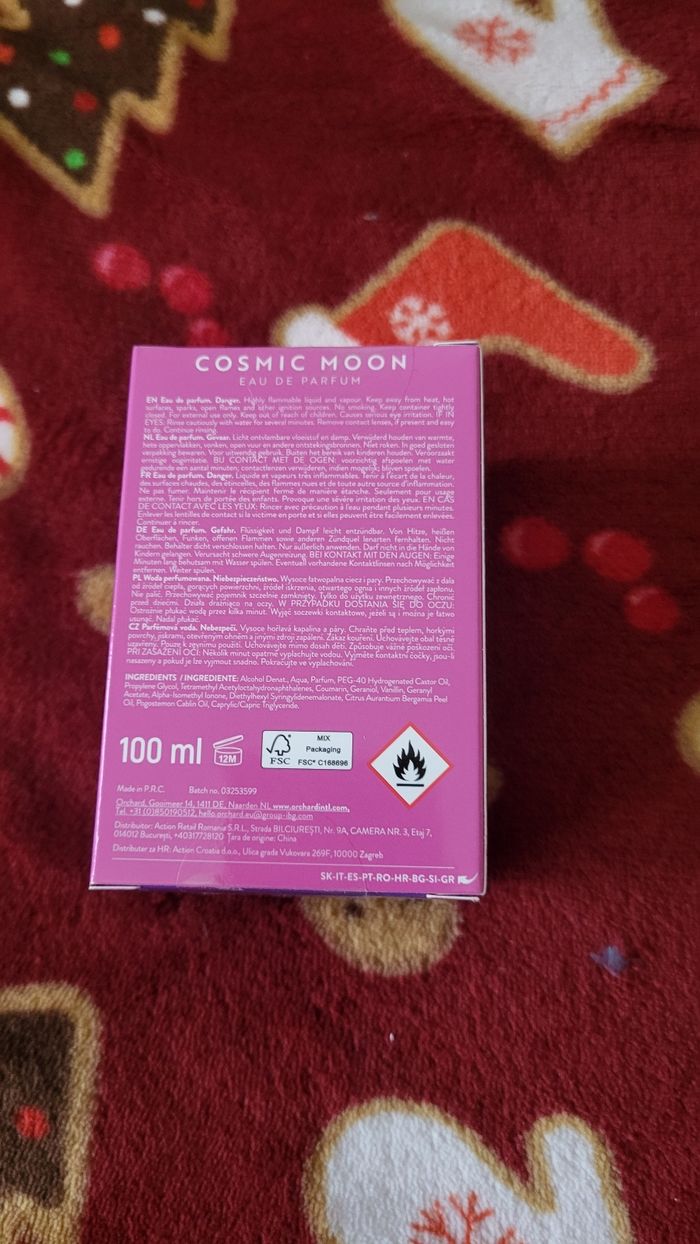 COSMIC MOON
EAU DE PARFUM
EN Eau de parfum. Danger. Highly flammable liquid and vapour. Keep away from heat, hot
surfaces, sparks, open flames and other ignition sources. No smoking. Keep container tightly
closed. For external use only. Keep out of reach of children. Causes serious eye irritation. IF IN
EYES: Rinse cautiously with water for several minutes. Remove contact lenses, if present and easy
to do. Continue rinsing.
NL Eau de parfum. Gevaar. Licht ontvlambare vloeistof en damp. Verwijderd houden van warmte,
hete oppervlakken, vonken, open vuur en andere ontstekingsbronnen. Niet roken. In goed gesloten
verpakking bewaren. Voor uitwendig gebruik. Buiten het bereik van kinderen houden. Veroorzaakt
ernstige oogirritatie. BIJ CONTACT MET DE OGEN: voorzichtig afspoelen met water
gedurende een aantal minuten; contactlenzen verwijderen, indien mogelijk; blijven spoelen.
FR Eau de parfum. Danger. Liquide et vapeurs très inflammables. Tenir à l'écart de la chaleur,
des surfaces chaudes, des étincelles, des flammes nues et de toute autre source d'inflammation.
Ne pas fumer. Maintenir le récipient fermé de manière étanche. Seulement pour usage
externe. Tenir hors de portée des enfants. Provoque une sévère irritation des yeux. EN CAS
DE CONTACT AVEC LES YEUX: Rincer avec précaution à l'eau pendant plusieurs minutes.
Enlever les lentilles de contact si la victime en porte et si elles peuvent être facilement enlevées.
Continuer à rincer.
DE Eau de parfum. Gefahr. Flüssigkeit und Dampf leicht entzündbar. Von Hitze, heißen
Oberflächen, Funken, offenen Flammen sowie anderen Zündquel lenarten fernhalten. Nicht
rauchen. Behälter dicht verschlossen halten. Nur äußerlich anwenden. Darf nicht in die Hände von
Kindern gelangen. Verursacht schwere Augenreizung. BEI KONTAKT MIT DEN AUGEN: Einige
Minuten lang behutsam mit Wasser spülen. Eventuell vorhandene Kontaktlinsen nach Möglichkeit
entfernen. Weiter spülen.
PL Woda perfumowana. Niebezpieczeństwo. Wysoce łatwopalna ciecz i pary. Przechowywać z dala
od źródeł ciepła, gorących powierzchni, źródeł iskrzenia, otwartego ognia i innych źródeł zapłonu.
Nie palić. Przechowywać pojemnik szczelnie zamknięty. Tylko do użytku zewnętrznego. Chronić
przed dziećmi. Działa drażniąco na oczy. W PRZYPADKU DOSTANIA SIĘ DO OCZU:
Ostrożnie płukać wodą przez kilka minut. Wyjąć soczewki kontaktowe, jeżeli są i można je łatwo
usunąć. Nadal płukać.
CZ Parfémová voda. Nebezpečí. Vysoce hořlavá kapalina a páry. Chraňte před teplem, horkými
povrchy, jiskrami, otevřeným ohněm a jinými zdroji zapálení. Zákaz kouření. Uchovávejte obal těsně
uzavřený. Pouze k zevnímu použití. Uchovávejte mimo dosah dětí. Způsobuje vážné poškození očí.
PŘI ZASAŽENÍ OČÍ: Několik minut opatrně vyplachujte vodou. Vyjměte kontaktní čočky, jsou-li
nasazeny a pokud je lze vyjmout snadno. Pokračujte ve vyplachování.
INGREDIENTS / INGREDIENTE: Alcohol Denat., Aqua, Parfum, PEG-40 Hydrogenated Castor Oil,
Propylene Glycol, Tetramethyl Acetyloctahydronaphthalenes, Coumarin, Geraniol, Vanillin, Geranyl
Acetate, Alpha-Isomethyl Ionone, Diethylhexyl Syringylidenemalonate, Citrus Aurantium Bergamia Peel
Oil, Pogostemon Cablin Oil, Caprylic/Capric Triglyceride.
100 ml
12M
FSC
MIX
Packaging
FSC® C168696
Made in P.R.C. Batch no. 03253599
Orchard, Gooimeer 14, 1411 DE, Naarden NL www.orchardintl.com,
Tel. +31 (0)850190512, hello.orchard.eu@group-ibg.com
Distribuitor: Action Retail Romania S.R.L., Strada BILCIUREȘTI, Nr. 9A, CAMERA NR. 3, Etaj 7,
014012 București, +40317728120 Țara de origine: China
Distributer za HR: Action Croatia d.o.o., Ulica grada Vukovara 269F, 10000 Zagreb
SK-IT-ES-PT-RO-HR-BG-SI-GR